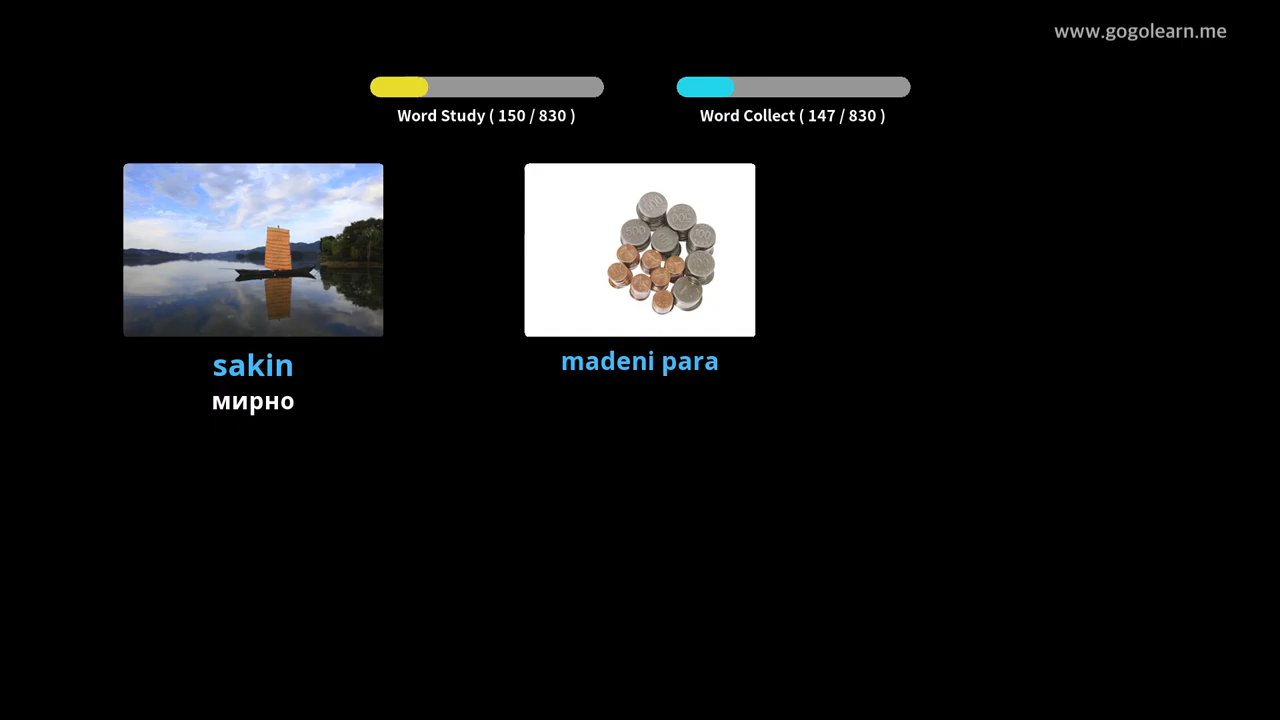 www.gogolearn.me
Word Study ( 150 / 830 )
Word Collect ( 147 / 830 )
sakin
мирно
madeni para